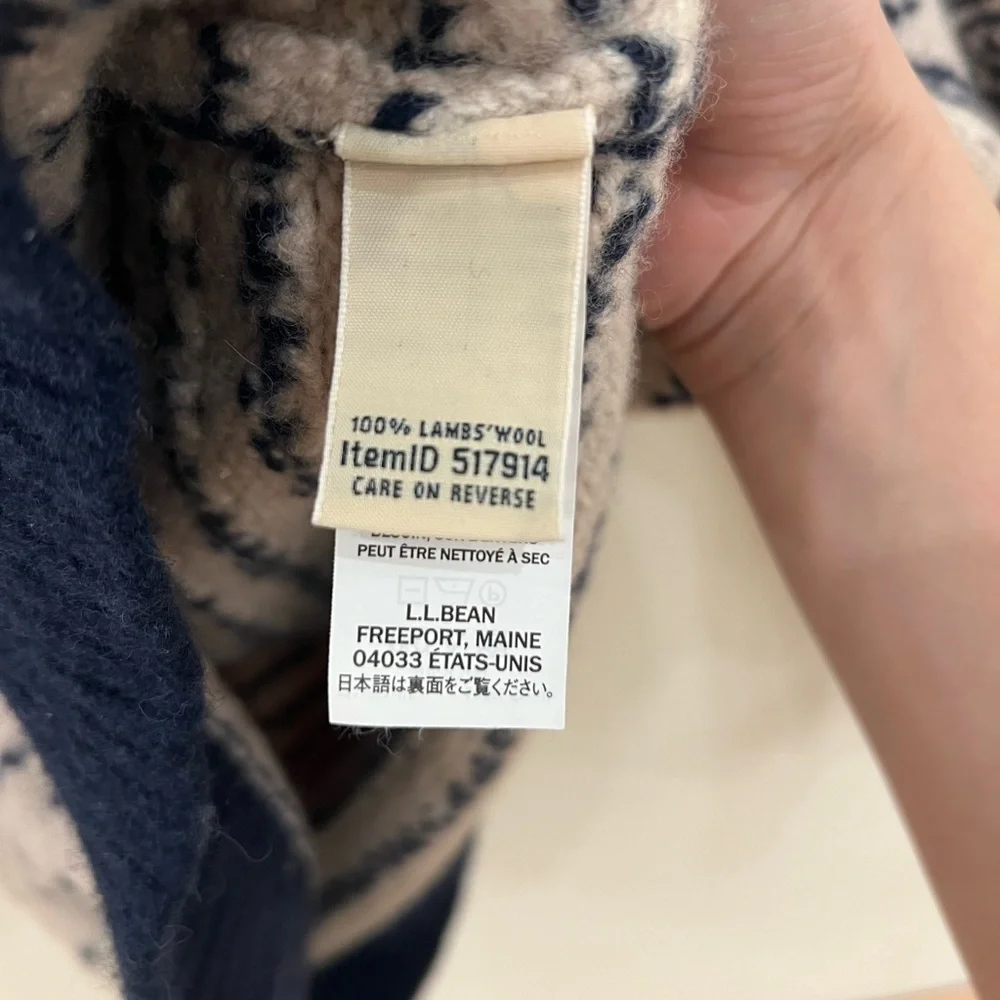 100% LAMBS'WOOL
ItemID 517914
CARE ON REVERSE
PEUT ÊTRE NETTOYÉ À SEC
L.L.BEAN
FREEPORT, MAINE
04033 ÉTATS-UNIS
日本語は裏面をご覧ください。